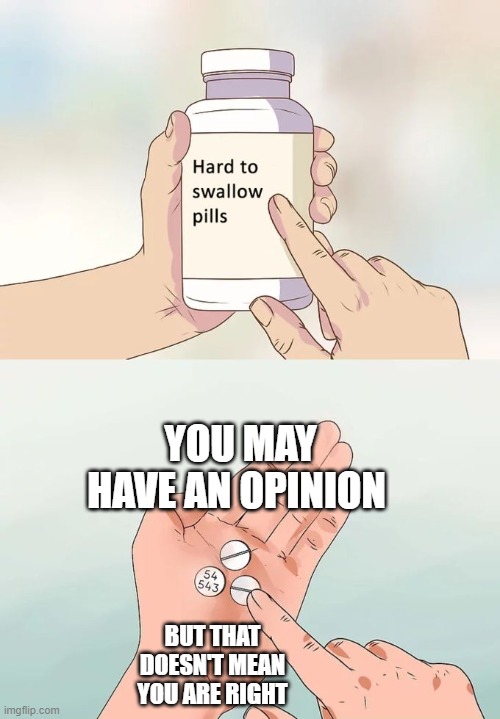 Hard to
swallow
pills
YOU MAY
HAVE AN OPINION
54
543
BUT THAT
DOESN'T MEAN
YOU ARE RIGHT
imgflip.com